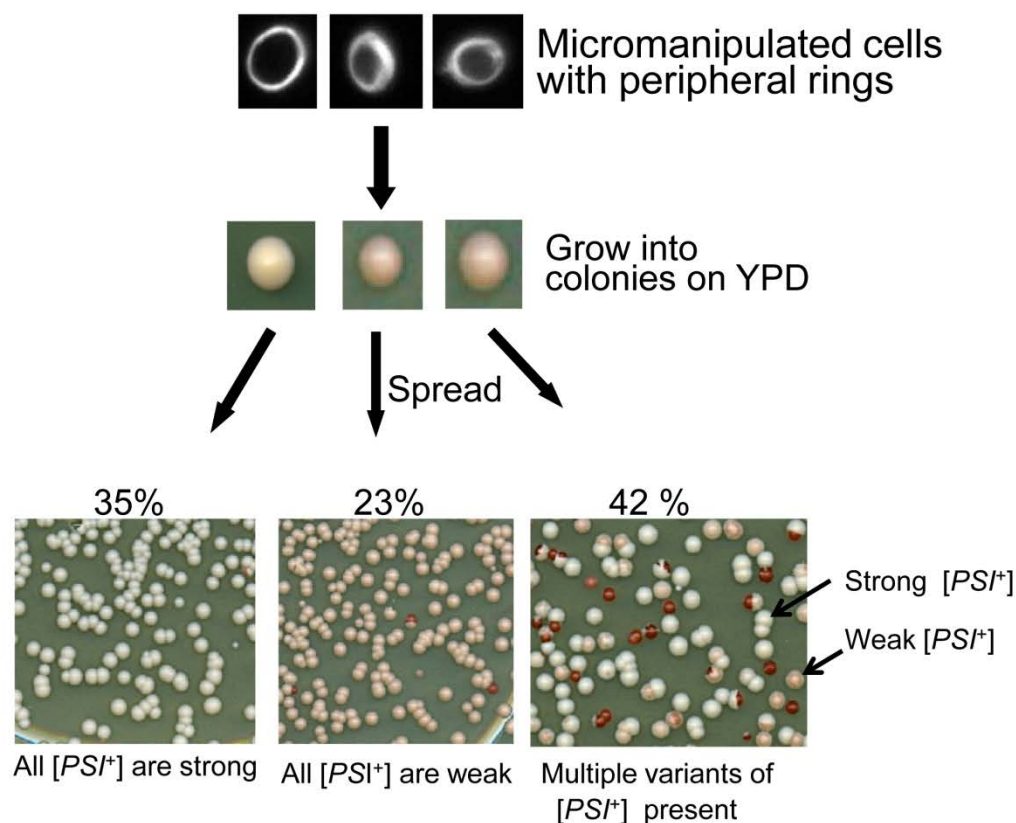 Micromanipulated cells
with peripheral rings
Grow into
colonies on YPD
Spread
35%
23%
42 %
Strong [PSI+]
Weak [PSI+]
All [PSI+] are strong
All [PSI+] are weak
Multiple variants of
[PSI+] present